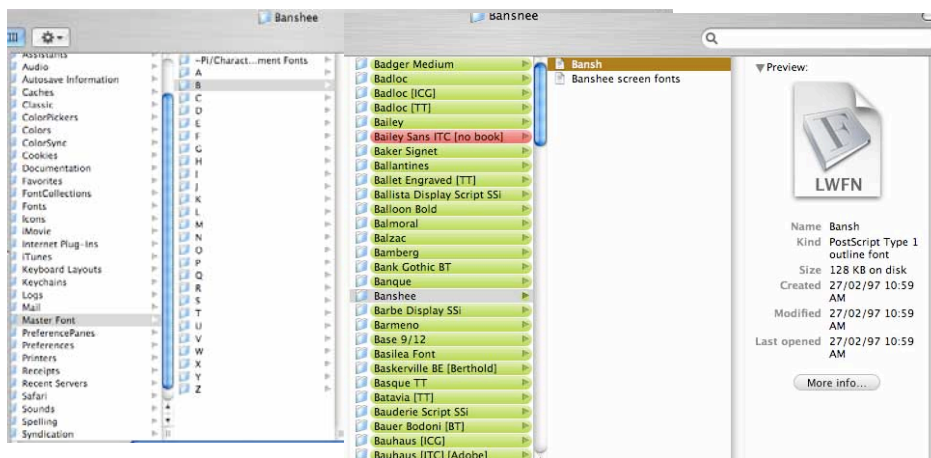 Banshee
Assistants
Audio
Autosave Information
Caches
Classic
ColorPickers
Colors
ColorSync
Cookies
Documentation
Favorites
FontCollections
Fonts
Icons
iMovie
Internet Plug-Ins
iTunes
Keyboard Layouts
Keychains
Logs
Mail
Master Font
PreferencePanes
Preferences
Printers
Receipts
Recent Servers
Safari
Sounds
Spelling
Syndication
~Pi/Charact...ment Fonts
A
B
C
D
E
F
G
H
I
J
K
L
M
N
O
P
Q
R
S
T
U
V
W
X
Y
Z
Banshee
Badger Medium
Badloc
Badloc [ICG]
Badloc [TT]
Bailey
Bailey Sans ITC [no book]
Baker Signet
Ballantines
Ballet Engraved [TT]
Ballista Display Script SSi
Balloon Bold
Balmoral
Balzac
Bamberg
Bank Gothic BT
Banque
Banshee
Barbe Display SSi
Barmeno
Base 9/12
Basilea Font
Baskerville BE [Berthold]
Basque TT
Batavia [TT]
Bauderie Script SSi
Bauer Bodoni [BT]
Bauhaus [ICG]
Bauhaus [ITC] [Adobe]
Bansh
Banshee screen fonts
Preview:
F
LWFN
Name Bansh
Kind PostScript Type 1
outline font
Size 128 KB on disk
Created 27/02/97 10:59
AM
Modified 27/02/97 10:59
AM
Last opened 27/02/97 10:59
AM
More info...